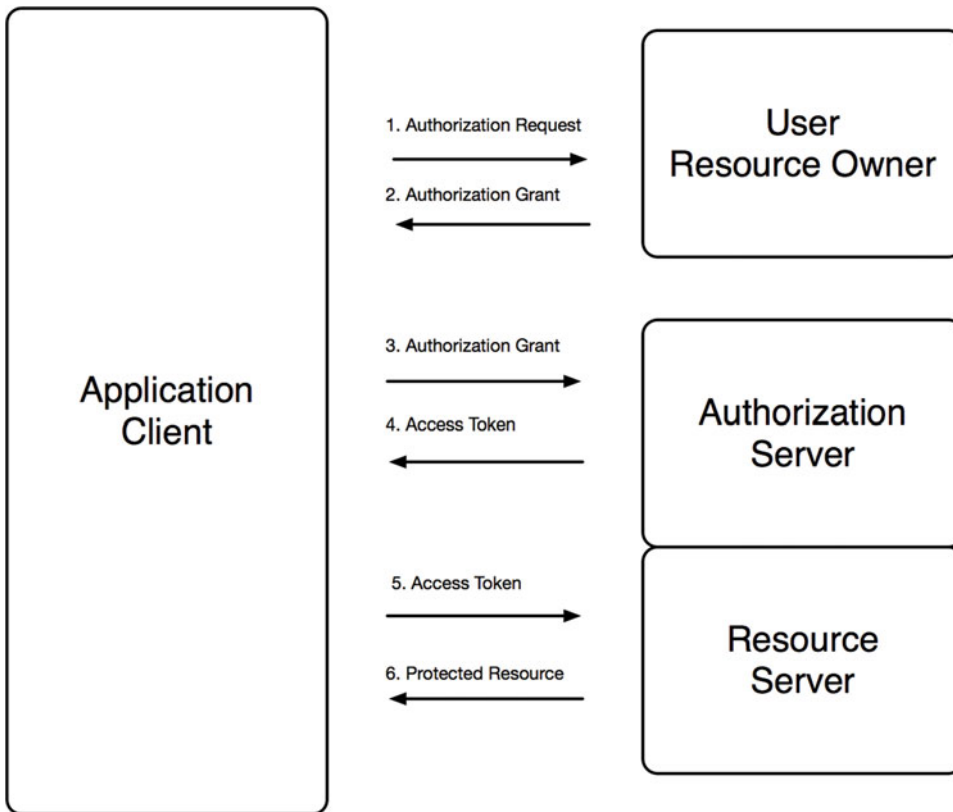 1. Authorization Request
2. Authorization Grant
User
Resource Owner
Application
Client
3. Authorization Grant
4. Access Token
Authorization
Server
5. Access Token
6. Protected Resource
Resource
Server